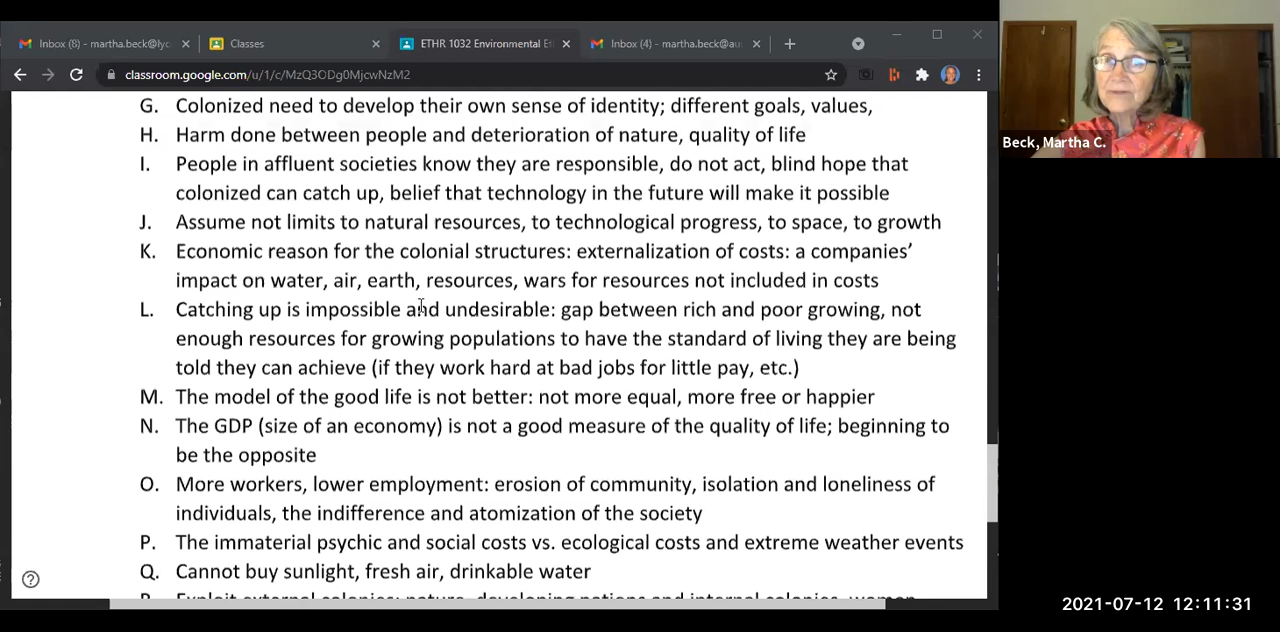 Inbox (8) - martha.beck@lyc
Classes
ETHR 1032 Environmental Et
Inbox (4) - martha.beck@au
classroom.google.com/u/1/c/MzQ3ODg0MjcwNzM2
G. Colonized need to develop their own sense of identity; different goals, values,
H. Harm done between people and deterioration of nature, quality of life
I. People in affluent societies know they are responsible, do not act, blind hope that
colonized can catch up, belief that technology in the future will make it possible
J. Assume not limits to natural resources, to technological progress, to space, to growth
K. Economic reason for the colonial structures: externalization of costs: a companies’
impact on water, air, earth, resources, wars for resources not included in costs
L. Catching up is impossible and undesirable: gap between rich and poor growing, not
enough resources for growing populations to have the standard of living they are being
told they can achieve (if they work hard at bad jobs for little pay, etc.)
M. The model of the good life is not better: not more equal, more free or happier
N. The GDP (size of an economy) is not a good measure of the quality of life; beginning to
be the opposite
O. More workers, lower employment: erosion of community, isolation and loneliness of
individuals, the indifference and atomization of the society
P. The immaterial psychic and social costs vs. ecological costs and extreme weather events
Q. Cannot buy sunlight, fresh air, drinkable water
R. Exploit external colonies: nature, developing nations and internal colonies, women
Beck, Martha C.
2021-07-12 12:11:31